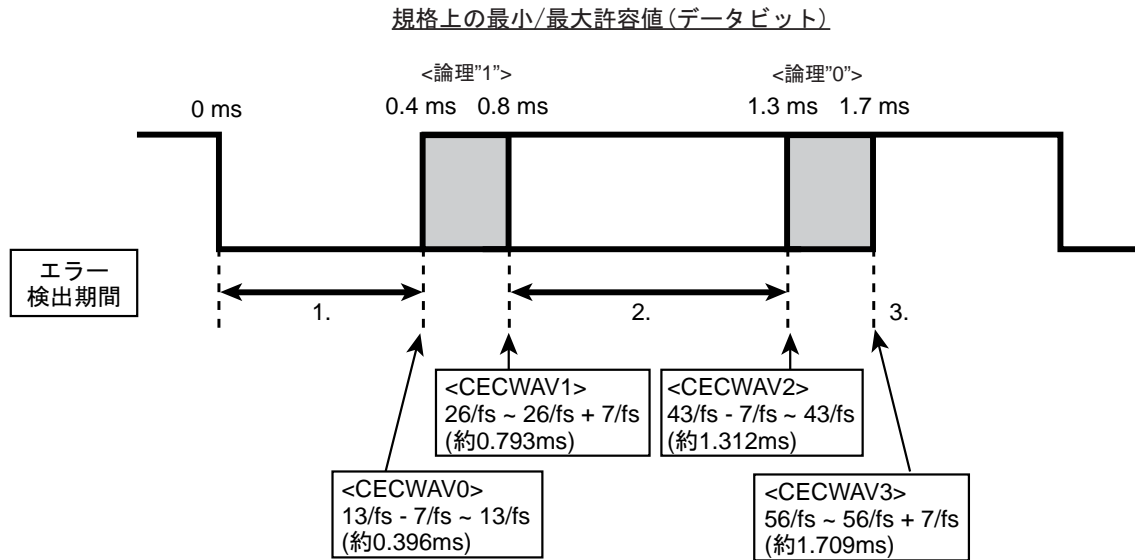 規格上の最小/最大許容値(データビット)
<論理"1">
<論理"0">
0 ms
0.4 ms
0.8 ms
1.3 ms
1.7 ms
エラー
検出期間
1.
2.
3.
<CECWAV1>
26/fs ~ 26/fs + 7/fs
(約0.793ms)
<CECWAV2>
43/fs - 7/fs ~ 43/fs
(約1.312ms)
<CECWAV0>
13/fs - 7/fs ~ 13/fs
(約0.396ms)
<CECWAV3>
56/fs ~ 56/fs + 7/fs
(約1.709ms)